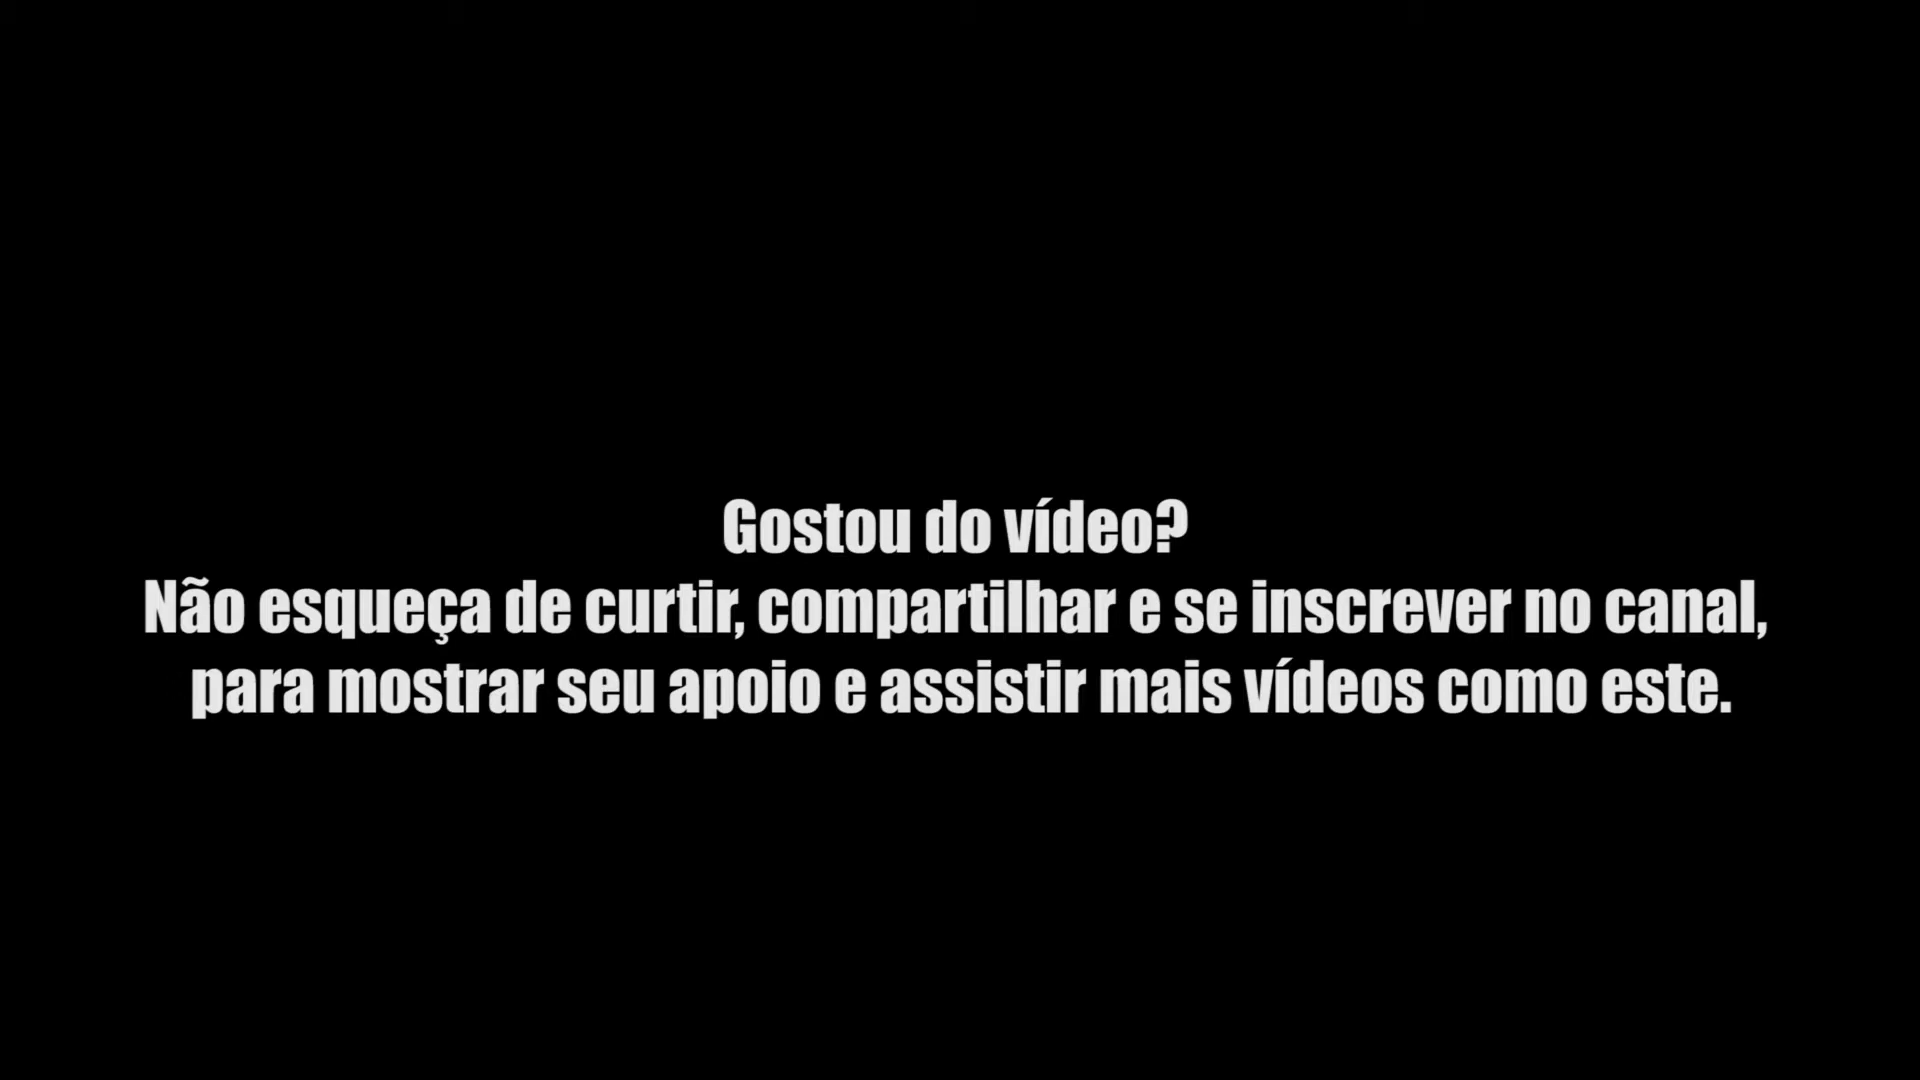 Gostou do vídeo?
Não esqueça de curtir, compartilhar e se inscrever no canal,
para mostrar seu apoio e assistir mais vídeos como este.